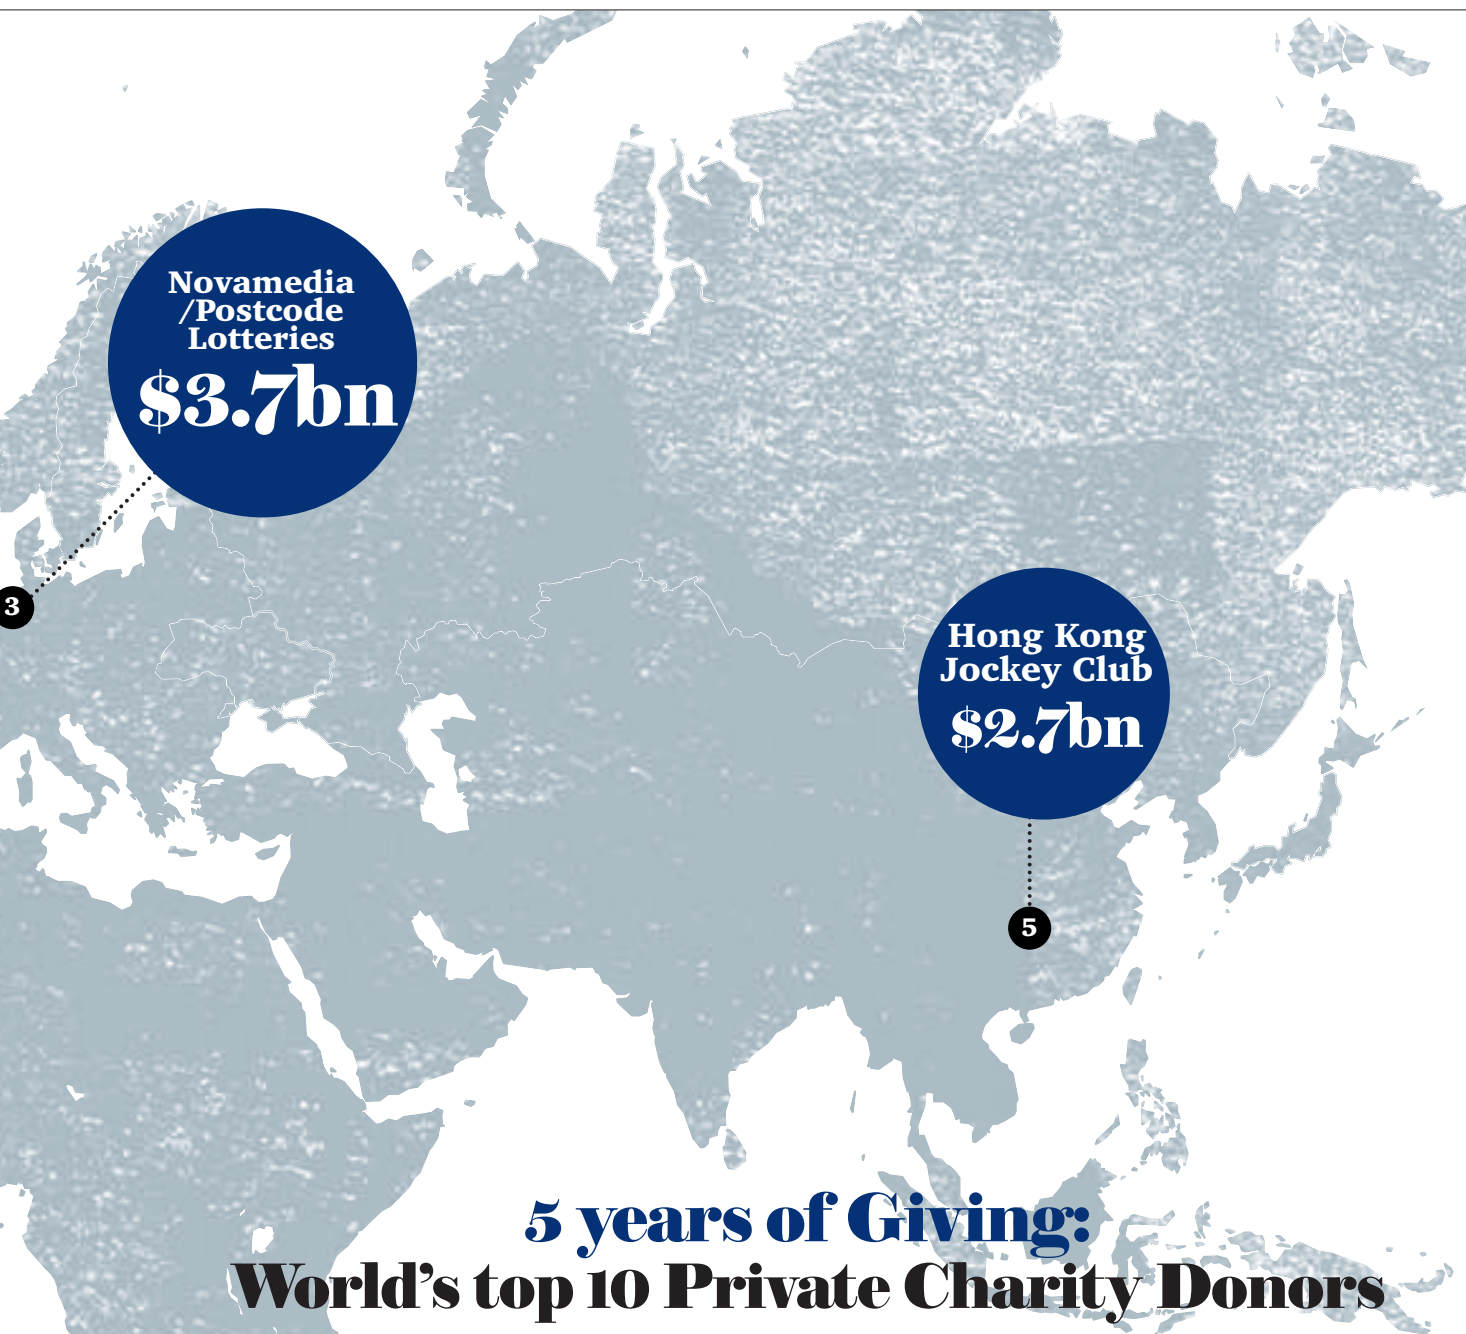 Novamedia
/Postcode
Lotteries
$3.7bn
3
Hong Kong
Jockey Club
$2.7bn
5
5 years of Giving:
World's top 10 Private Charity Donors